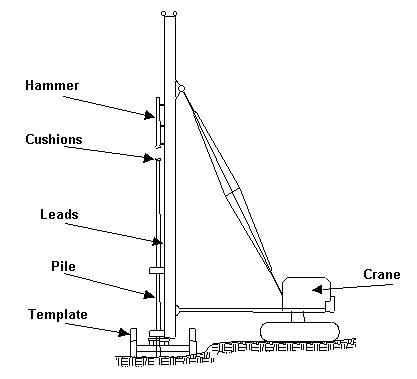 Hammer
Cushions
Leads
Pile
Crane
Template